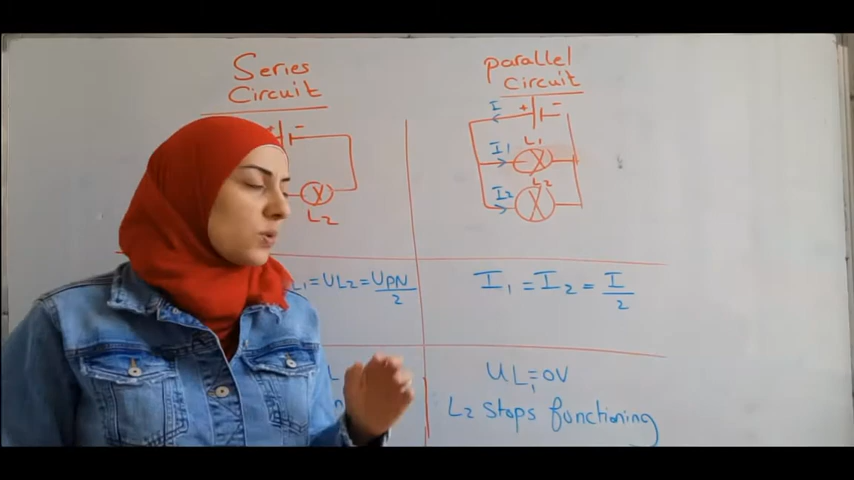 Series
Circuit
+ -
L2
L1 = UL2 = UPN/2
parallel
Circuit
I + -
I1 L1
I2 L2
I1 = I2 = I/2
UL1 = 0V
L2 stops functioning